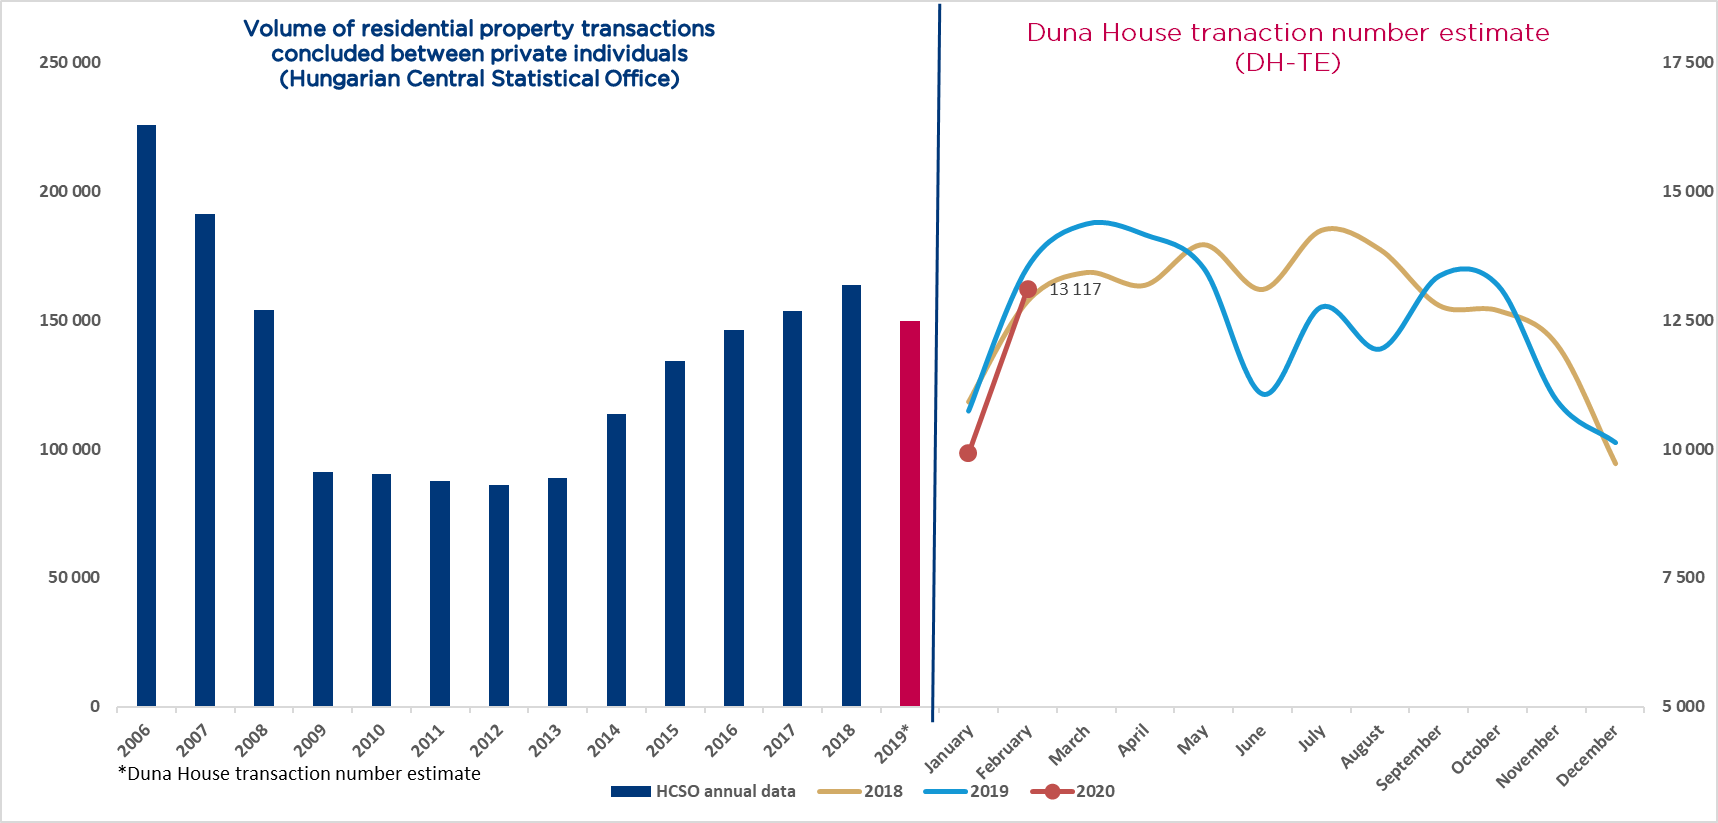 Volume of residential property transactions
concluded between private individuals
(Hungarian Central Statistical Office)
Duna House tranaction number estimate
(DH-TE)
250 000
200 000
150 000
100 000
50 000
0
17 500
15 000
12 500
10 000
7 500
5 000
13 117
2006
2007
2008
2009
2010
2011
2012
2013
2014
2015
2016
2017
2018
2019*
January
February
March
April
May
June
July
August
September
October
November
December
*Duna House transaction number estimate
HCSO annual data
2018
2019
2020